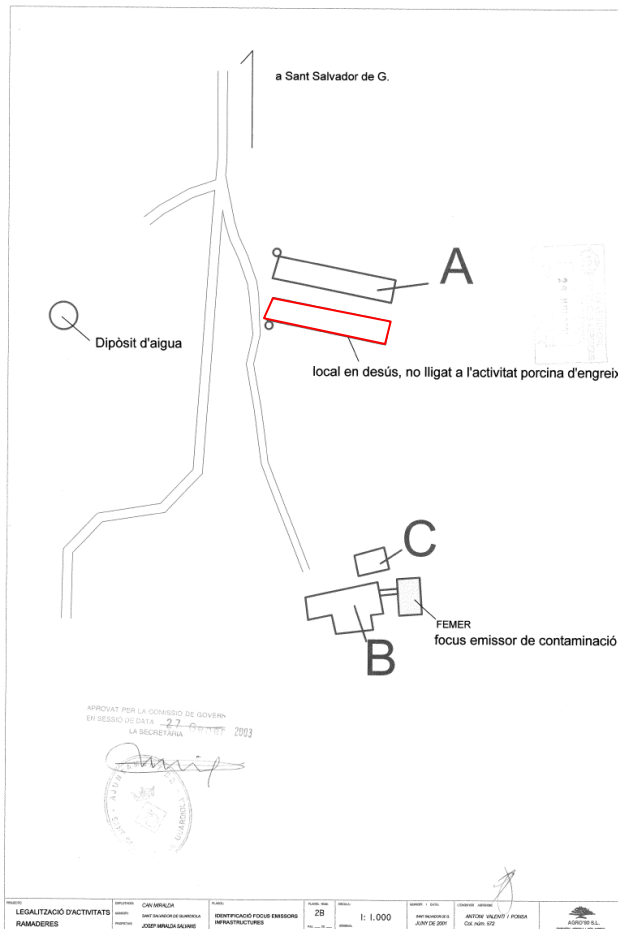 a Sant Salvador de G.
A
Dipòsit d'aigua
local en desús, no lligat a l'activitat porcina d'engreix
C
FEMER
focus emissor de contaminació
B
APROVAT PER LA COMISSIÓ DE GOVERN
EN SESSIÓ DE DATA 27 2003
LA SECRETÀRIA
LEGALITZACIÓ D'ACTIVITATS
RAMADERES
CAN MIRALDA
SANT SALVADOR DE GUARDIOLA
JOSEP MIRALDA SALVANS
IDENTIFICACIÓ FOCUS EMISSORS
INFRASTRUCTURES
2B
1: 1.000
JUNY DE 2001
ANTONI VALENTÍ I PONSA
Col. núm. 572
AGRO'90 S.L.